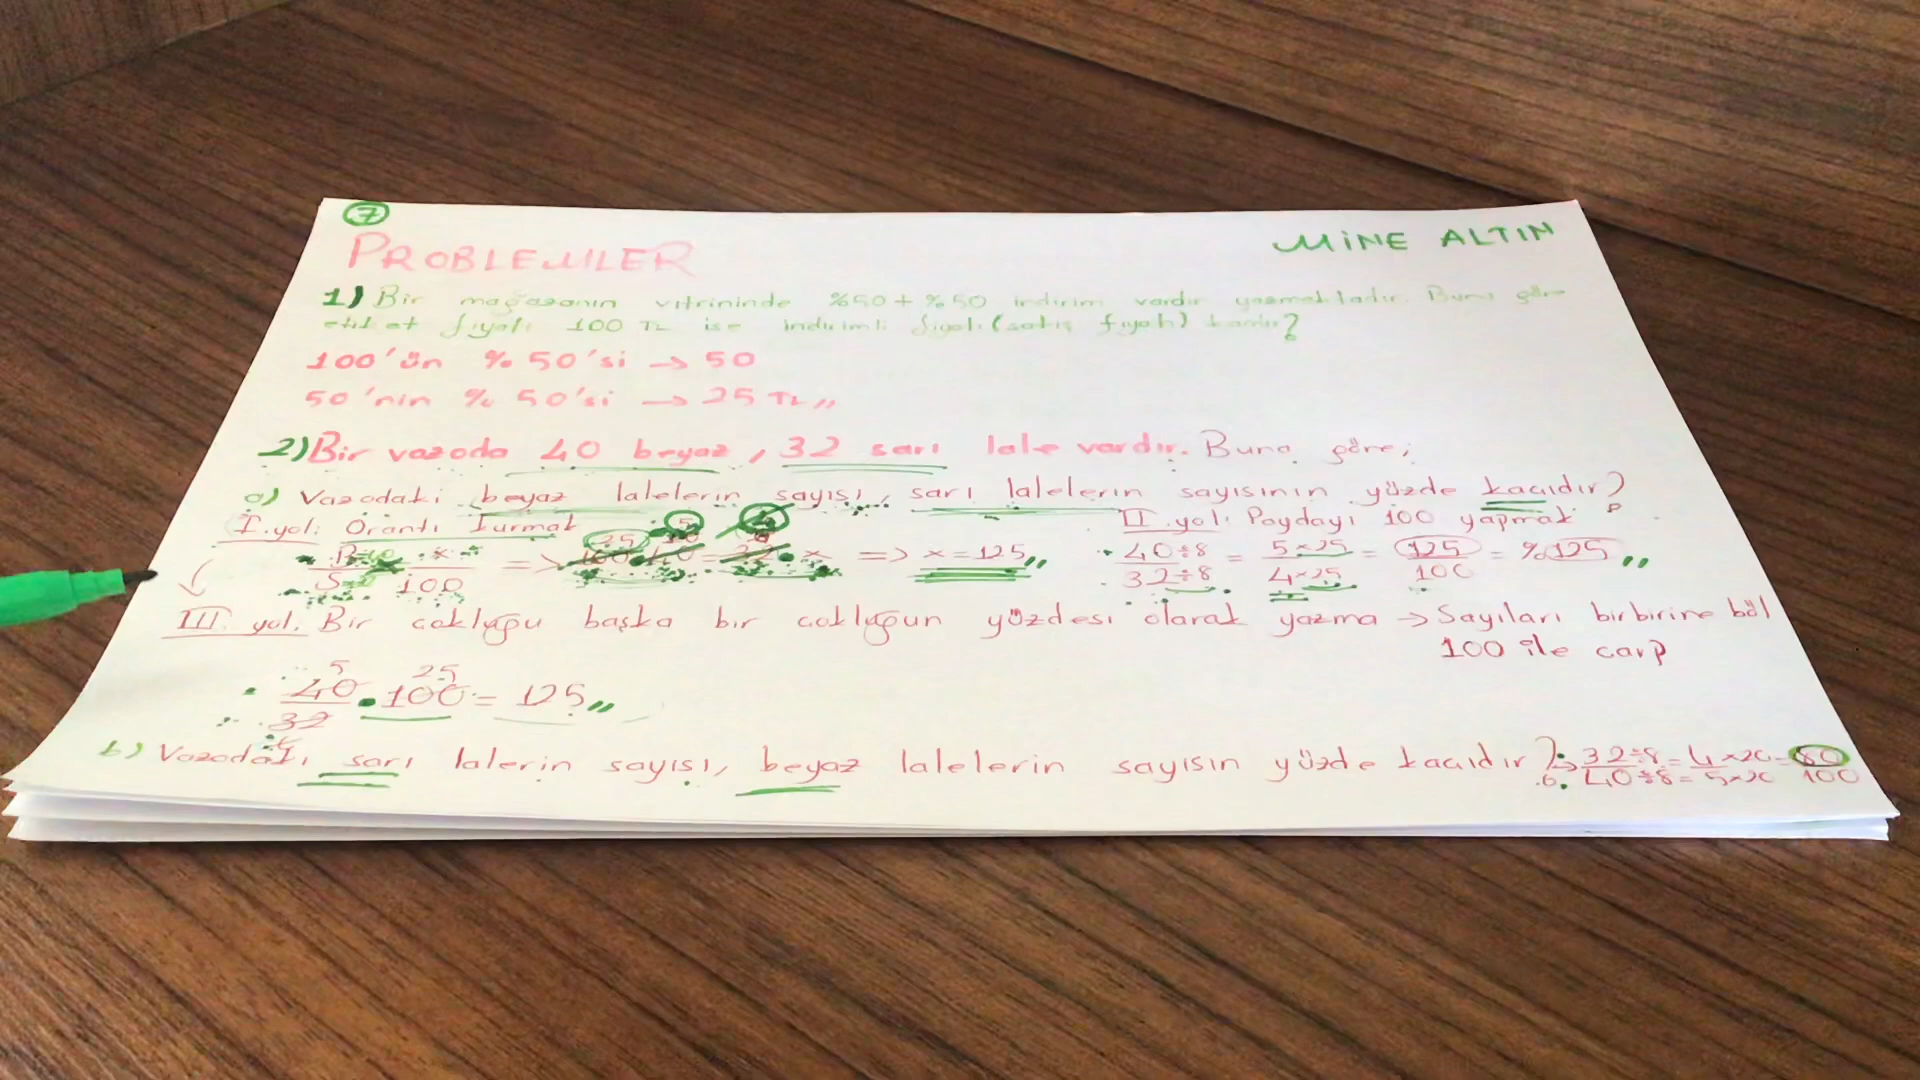 7
PROBLEMLER
MİNE ALTIN
1) Bir mağazanın vitrininde %50+%50 indirim vardır yazmaktadır. Buna göre
etiket fiyatı 100 TL ise indirimli fiyatı (satış fiyatı) kaçtır?
100'ün % 50'si → 50
50'nin % 50'si → 25 TL
2) Bir vazoda 40 beyaz, 32 sarı lale vardır. Buna göre;
a) Vazodaki beyaz lalelerin sayısı, sarı lalelerin sayısının yüzde kaçıdır?
I. yol: Orantı kurmak
x/100 => 100.40 = 32.x => x = 125
II. yol: Paydayı 100 yapmak
40÷8/32÷8 = 5×25/4×25 = 125/100 = %125
III. yol. Bir çokluğu başka bir çokluğun yüzdesi olarak yazma → Sayıları birbirine böl
100 ile çarp
40/32 . 100 = 125
b) Vazodaki sarı lalerin sayısı, beyaz lalelerin sayısın yüzde kaçıdır? 32÷8/40÷8 = 4×20/5×20 = 80/100